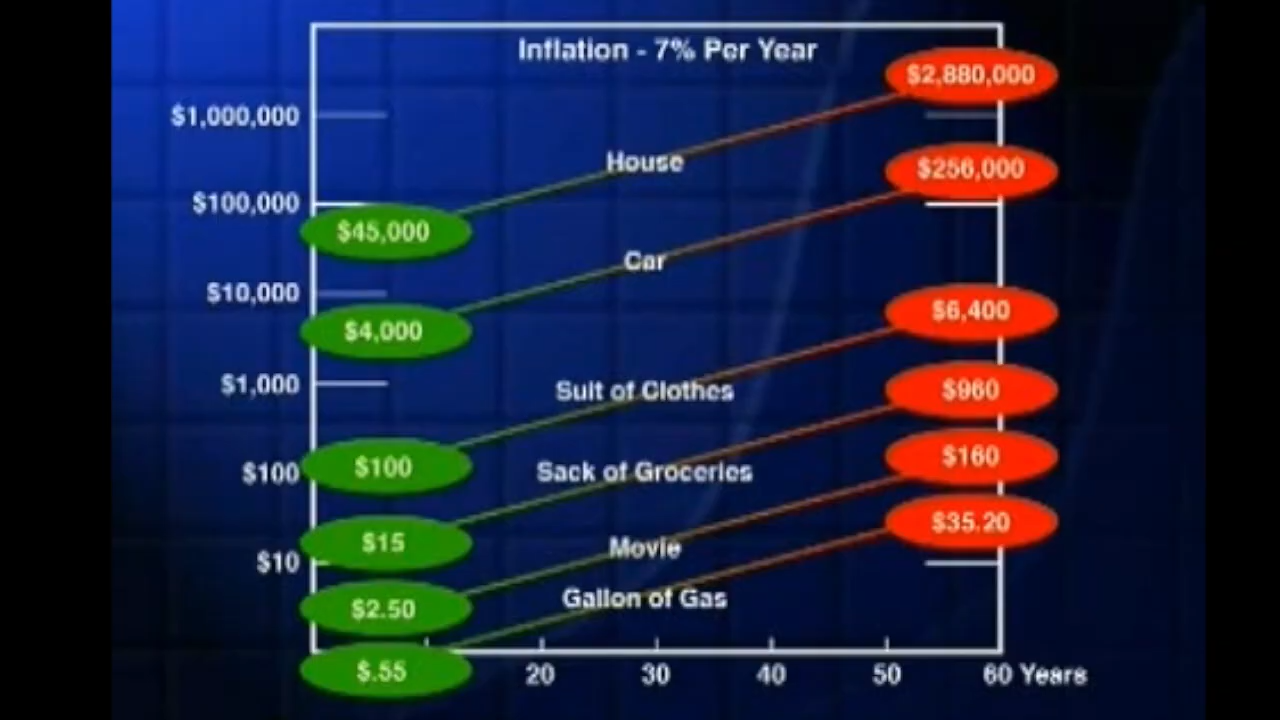 Inflation - 7% Per Year
$2,880,000
$1,000,000
House
$256,000
$100,000
$45,000
Car
$10,000
$6,400
$4,000
$1,000
Suit of Clothes
$960
$100
$100
Sack of Groceries
$160
$15
$35.20
Movie
$10
Gallon of Gas
$2.50
$.55
20 30 40 50 60 Years